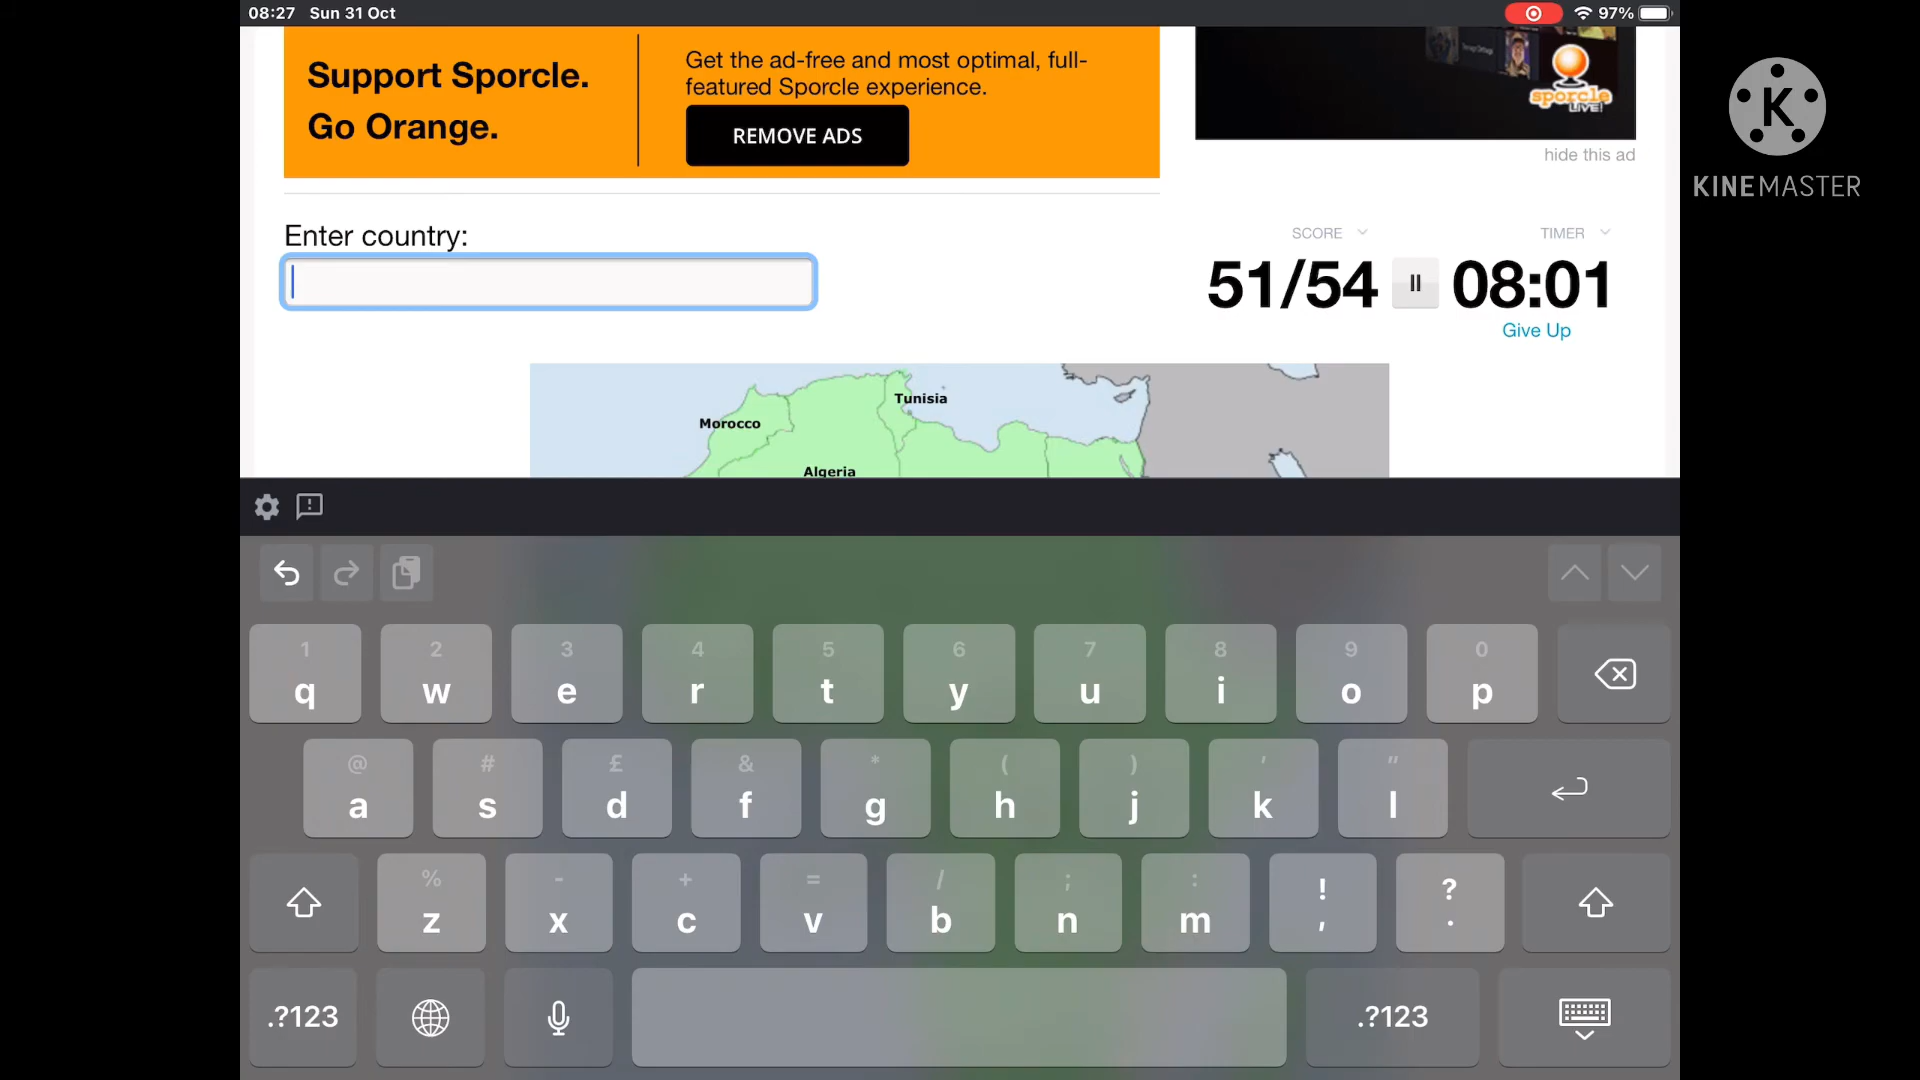 08:27 Sun 31 Oct
97%
Support Sporcle.
Go Orange.
Get the ad-free and most optimal, full-
featured Sporcle experience.
REMOVE ADS
sporcle
LIVE!
hide this ad
K
KINEMASTER
Enter country:
SCORE
TIMER
51/54
08:01
Give Up
Tunisia
Morocco
Algeria
1 2 3 4 5 6 7 8 9 0
q w e r t y u i o p
@ # £ & * ( ) ' "
a s d f g h j k l
% - + = / ; : ! ?
z x c v b n m , .
.?123 .?123